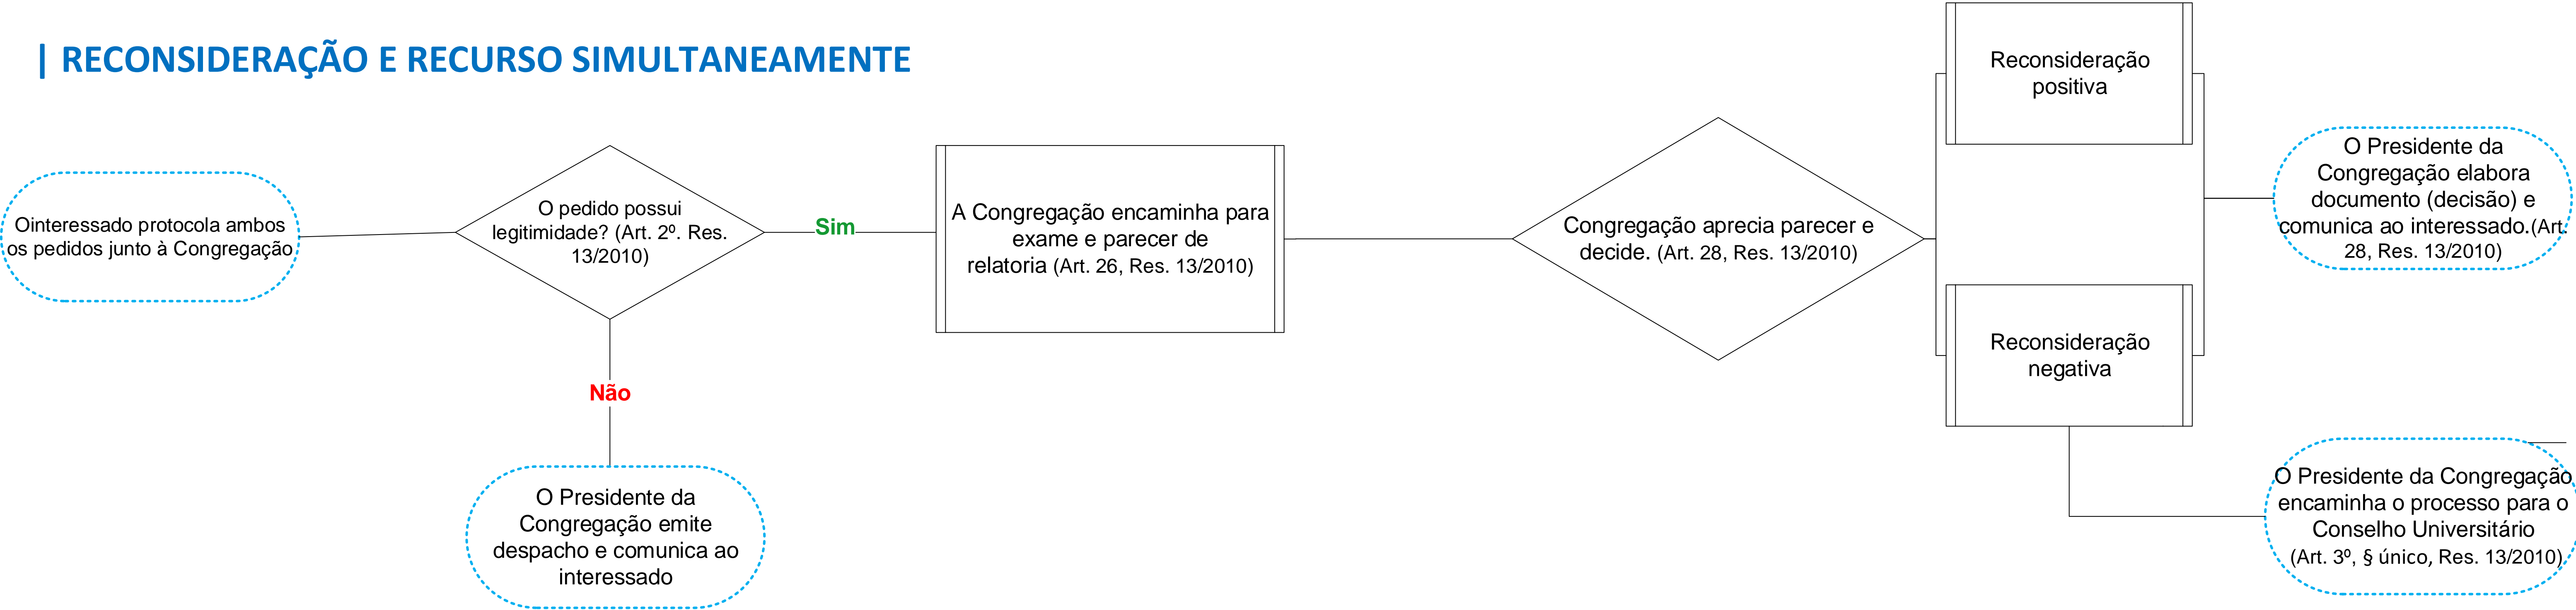 | RECONSIDERAÇÃO E RECURSO SIMULTANEAMENTE
Ointeressado protocola ambos
os pedidos junto à Congregação
O pedido possui
legitimidade? (Art. 2º. Res.
13/2010)
Sim
Não
O Presidente da
Congregação emite
despacho e comunica ao
interessado
A Congregação encaminha para
exame e parecer de
relatoria (Art. 26, Res. 13/2010)
Congregação aprecia parecer e
decide. (Art. 28, Res. 13/2010)
Reconsideração
positiva
Reconsideração
negativa
O Presidente da
Congregação elabora
documento (decisão) e
comunica ao interessado.(Art.
28, Res. 13/2010)
O Presidente da Congregação
encaminha o processo para o
Conselho Universitário
(Art. 3º, § único, Res. 13/2010)